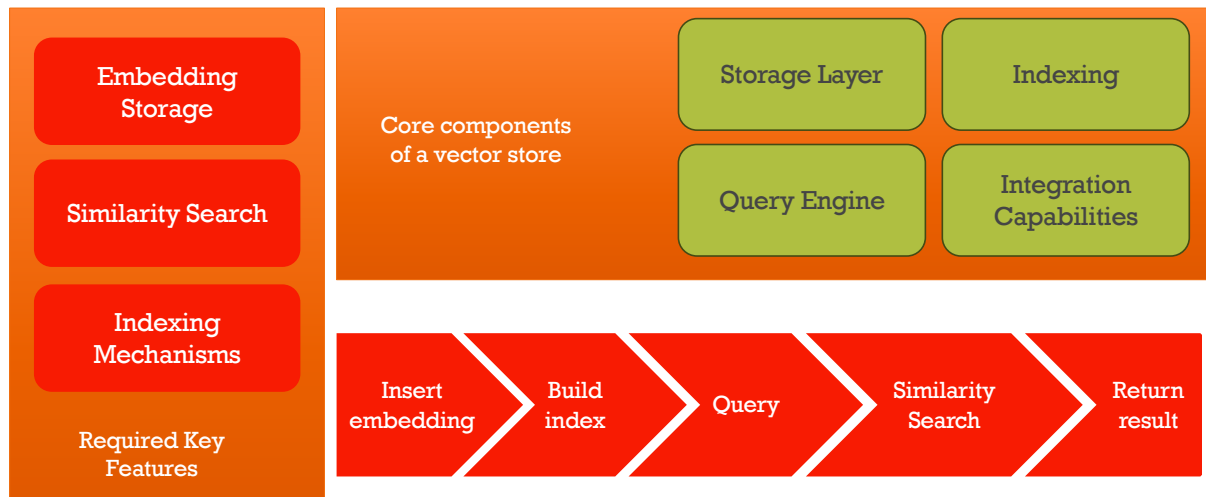 Embedding
Storage
Similarity Search
Indexing
Mechanisms
Required Key
Features
Core components
of a vector store
Storage Layer
Indexing
Query Engine
Integration
Capabilities
Insert
embedding
Build
index
Query
Similarity
Search
Return
result